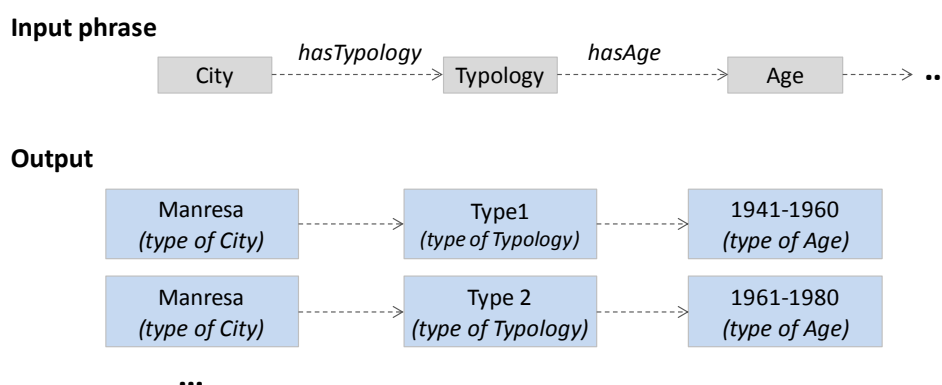 Input phrase
hasTypology hasAge
City Typology Age ..
Output
Manresa Type1 1941-1960
(type of City) (type of Typology) (type of Age)
Manresa Type 2 1961-1980
(type of City) (type of Typology) (type of Age)
...